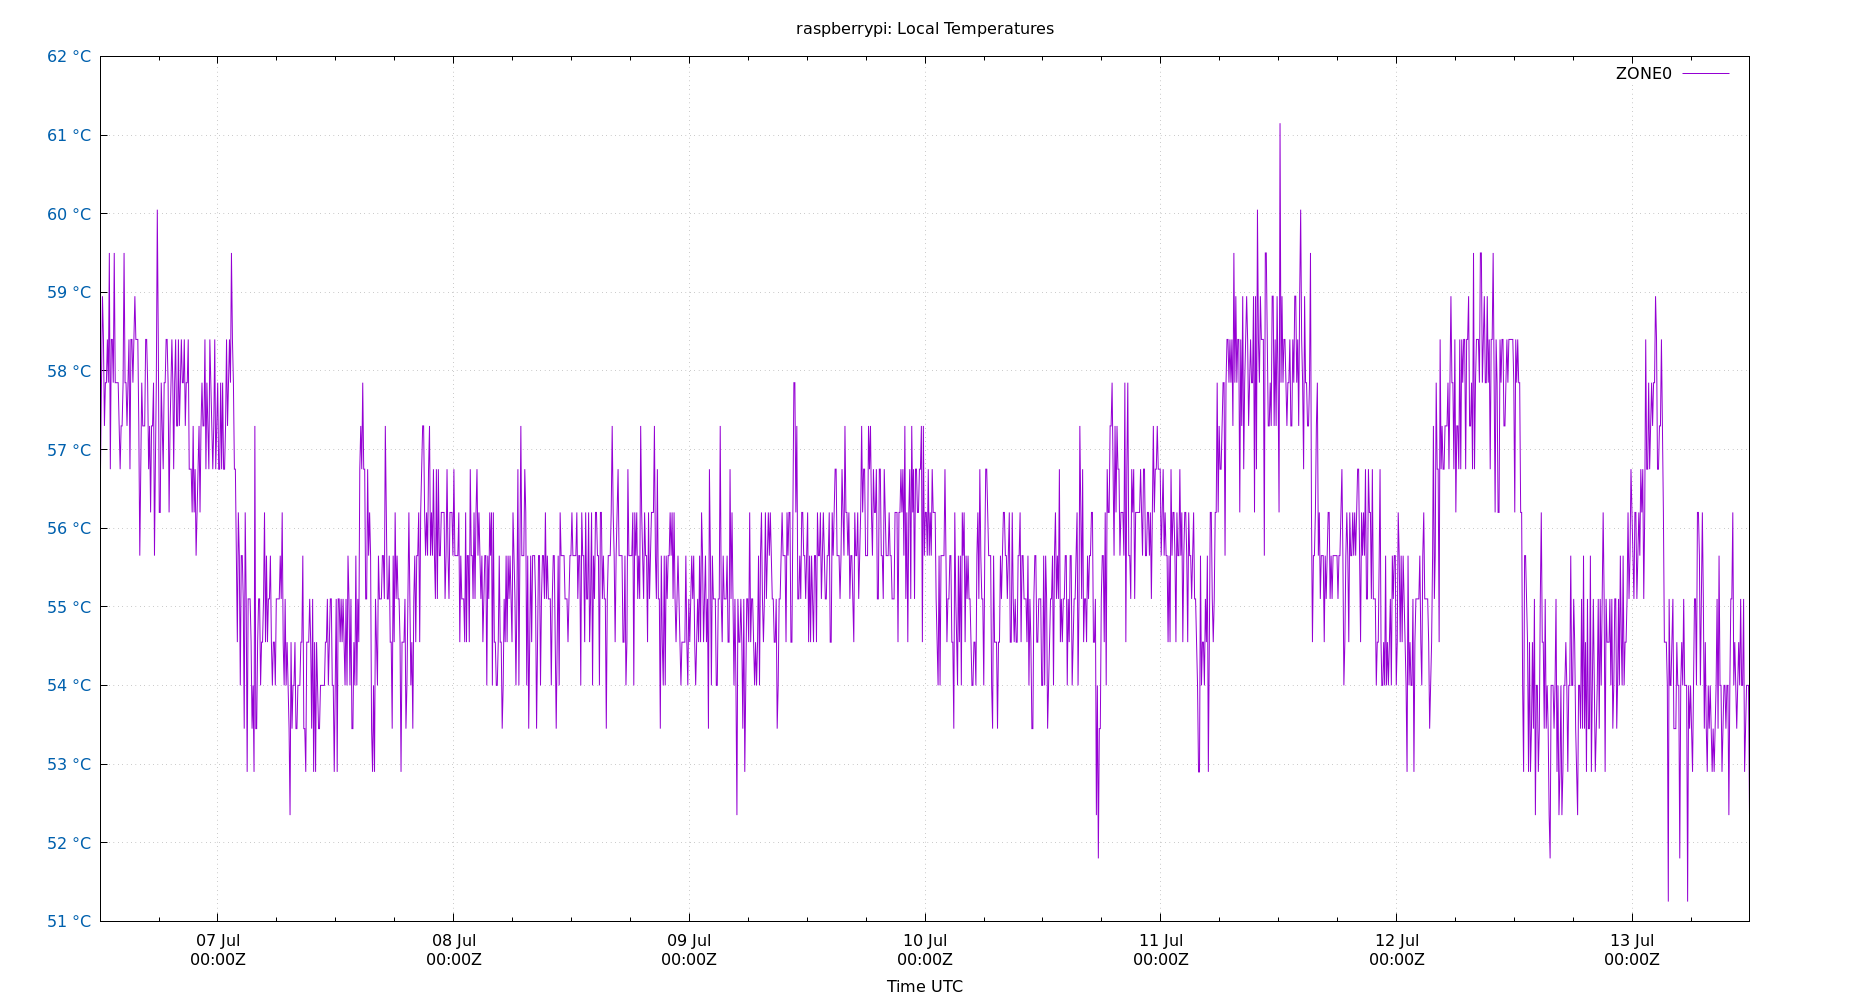 raspberrypi: Local Temperatures
62 °C
61 °C
60 °C
59 °C
58 °C
57 °C
56 °C
55 °C
54 °C
53 °C
52 °C
51 °C
ZONE0
07 Jul 08 Jul 09 Jul 10 Jul 11 Jul 12 Jul 13 Jul
00:00Z 00:00Z 00:00Z 00:00Z 00:00Z 00:00Z 00:00Z
Time UTC